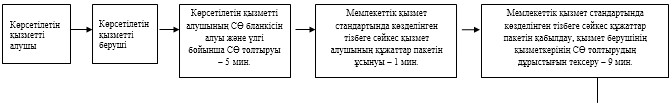 Көрсетілетін
қызметті
алушы
Көрсетілетін
қызметті
беруші
Көрсетілетін қызметті
алушының СӨ бланкісін
алуы және үлгі
бойынша СӨ толтыруы
– 5 мин.
Мемлекеттік қызмет
стандартында көзделінген
тізбеге сәйкес қызмет
алушының құжаттар пакетін
ұсынуы – 1 мин.
Мемлекеттік қызмет стандартында
көзделінген тізбеге сәйкес құжаттар
пакетін қабылдау, қызмет берушінің
қызметкерінің СӨ толтырудың
дұрыстығын тексеру – 9 мин.